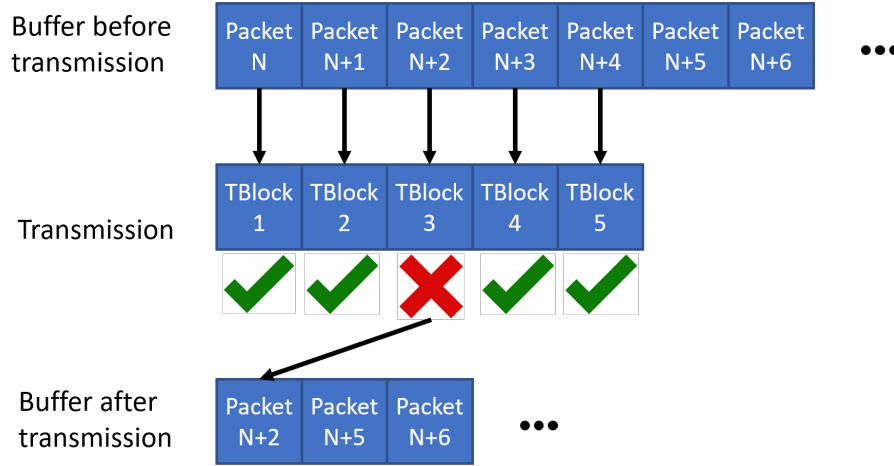 Buffer before
transmission
Packet
N
Packet
N+1
Packet
N+2
Packet
N+3
Packet
N+4
Packet
N+5
Packet
N+6
•••
Transmission
TBlock
1
TBlock
2
TBlock
3
TBlock
4
TBlock
5
Buffer after
transmission
Packet
N+2
Packet
N+5
Packet
N+6
•••